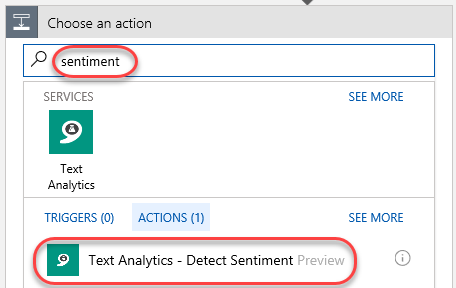 Choose an action
sentiment
SERVICES SEE MORE
Text
Analytics
TRIGGERS (0) ACTIONS (1) SEE MORE
Text Analytics - Detect Sentiment Preview